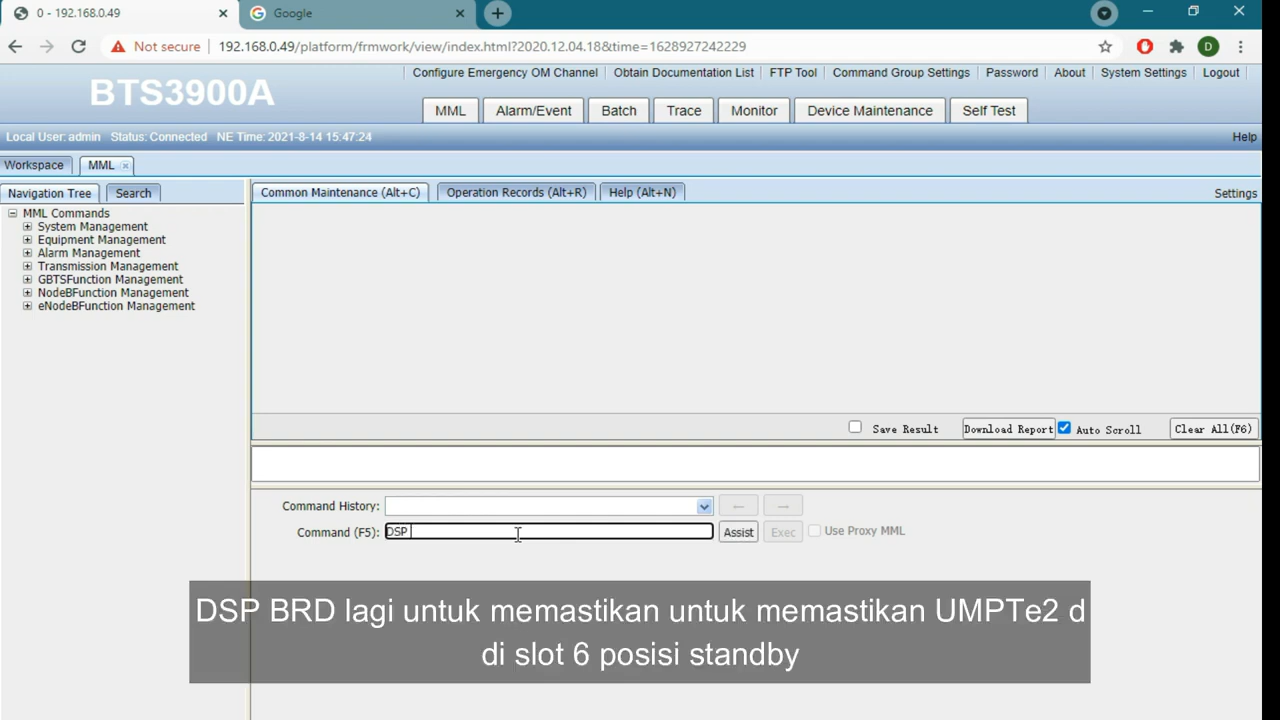 0 - 192.168.0.49
Google
Not secure
192.168.0.49/platform/frmwork/view/index.html?2020.12.04.18&time=1628927242229
D
BTS3900A
Configure Emergency OM Channel
Obtain Documentation List
FTP Tool
Command Group Settings
Password
About
System Settings
Logout
MML
Alarm/Event
Batch
Trace
Monitor
Device Maintenance
Self Test
Local User: admin Status: Connected NE Time: 2021-8-14 15:47:24
Help
Workspace
MML
Navigation Tree
Search
Common Maintenance (Alt+C)
Operation Records (Alt+R)
Help (Alt+N)
Settings
MML Commands
System Management
Equipment Management
Alarm Management
Transmission Management
GBTSFunction Management
NodeBFunction Management
eNodeBFunction Management
Save Result
Download Report
Auto Scroll
Clear All(F6)
Command History:
Command (F5):
DSP
Assist
Exec
Use Proxy MML
DSP BRD lagi untuk memastikan untuk memastikan UMPTe2 d
di slot 6 posisi standby